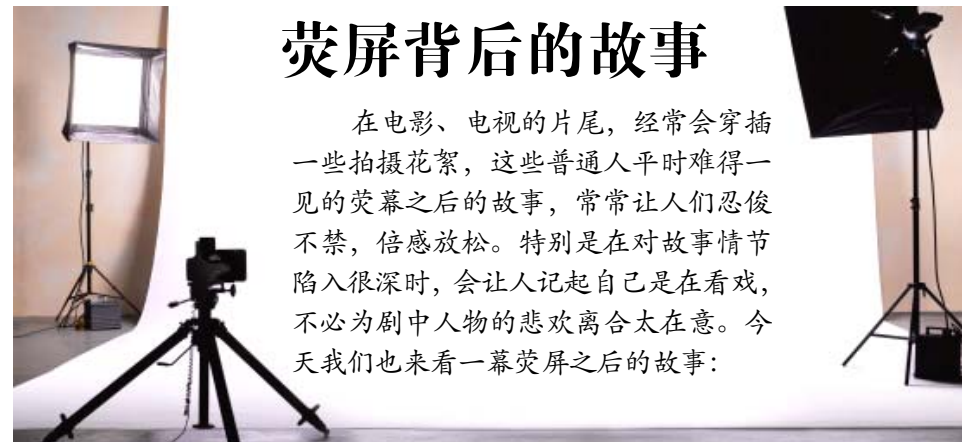 荧屏背后的故事
在电影、电视的片尾，经常会穿插
一些拍摄花絮，这些普通人平时难得一
见的荧幕之后的故事，常常让人们忍俊
不禁，倍感放松。特别是在对故事情节
陷入很深时，会让人记起自己是在看戏，
不必为剧中人物的悲欢离合太在意。今
天我们也来看一幕荧屏之后的故事：